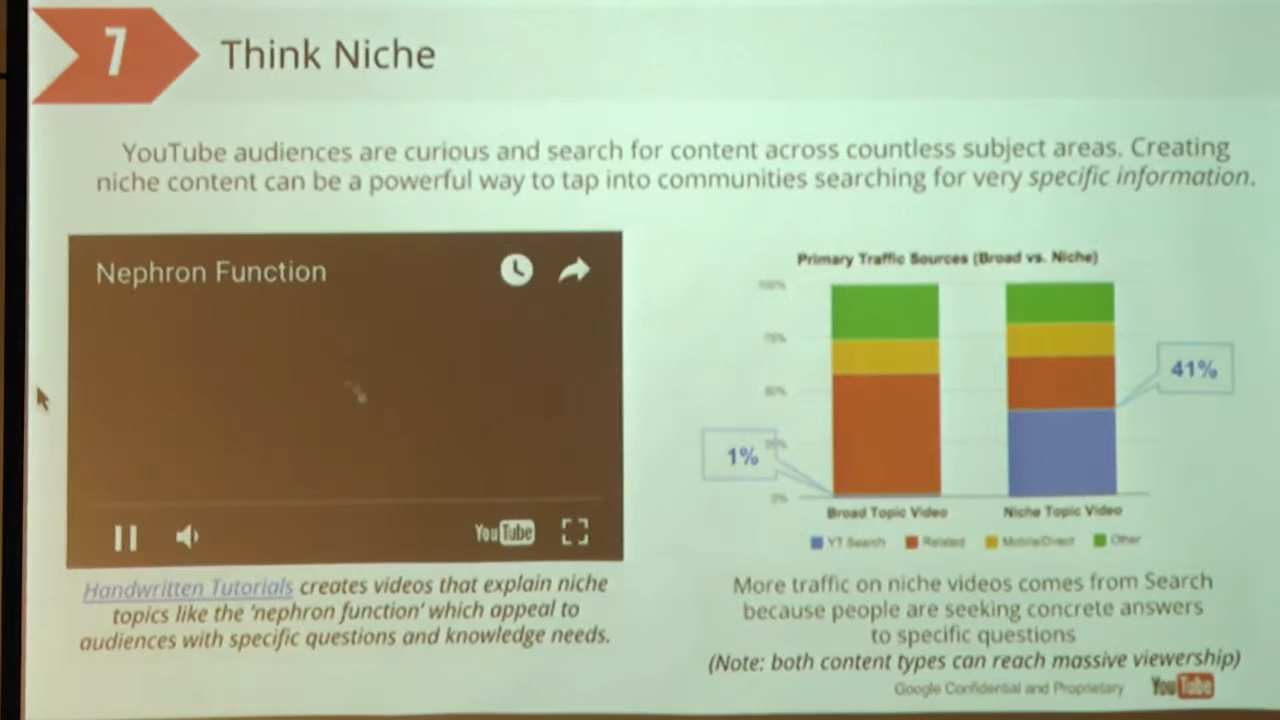 7
Think Niche
YouTube audiences are curious and search for content across countless subject areas. Creating
niche content can be a powerful way to tap into communities searching for very specific information.
Nephron Function
YouTube
Handwritten Tutorials creates videos that explain niche
topics like the 'nephron function' which appeal to
audiences with specific questions and knowledge needs.
Primary Traffic Sources (Broad vs. Niche)
100%
75%
50%
25%
0%
1%
41%
Broad Topic Video
Niche Topic Video
YT Search
Related
Mobile/Direct
Other
More traffic on niche videos comes from Search
because people are seeking concrete answers
to specific questions
(Note: both content types can reach massive viewership)
Google Confidential and Proprietary
YouTube